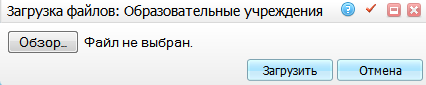 Загрузка файлов: Образовательные учреждения
Обзор… Файл не выбран.
Загрузить Отмена